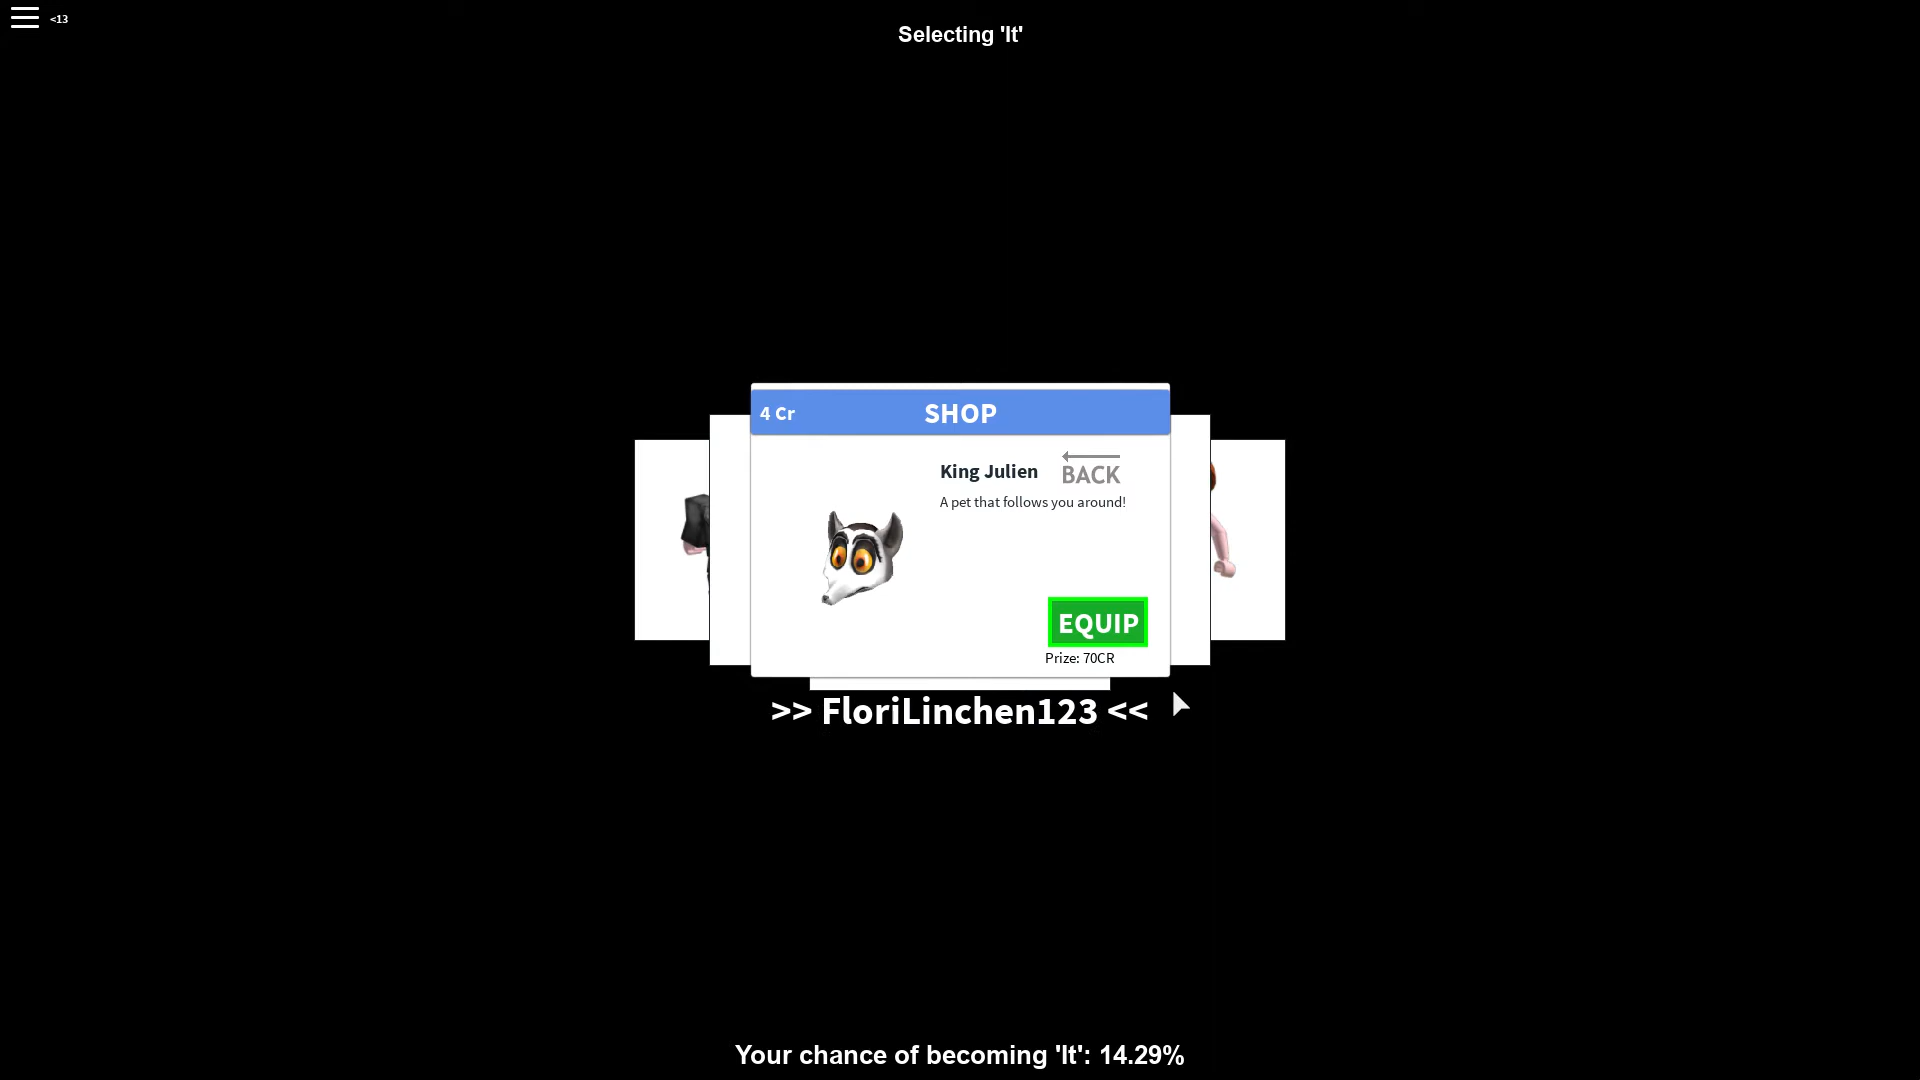 <13
Selecting 'It'
4 Cr
SHOP
King Julien
BACK
A pet that follows you around!
EQUIP
Prize: 70CR
>> FloriLinchen123 <<
Your chance of becoming 'It': 14.29%